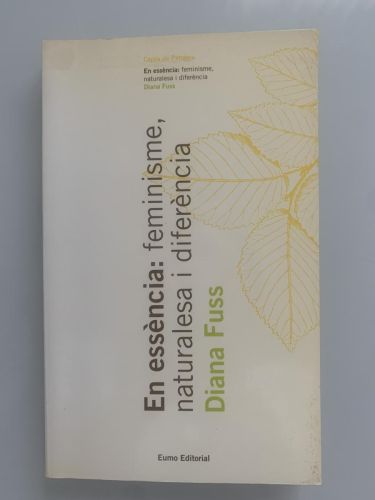 Capsa de Pandora
En essència: feminisme,
naturalesa i diferència
Diana Fuss
En essència: feminisme,
naturalesa i diferència
Diana Fuss
Eumo Editorial